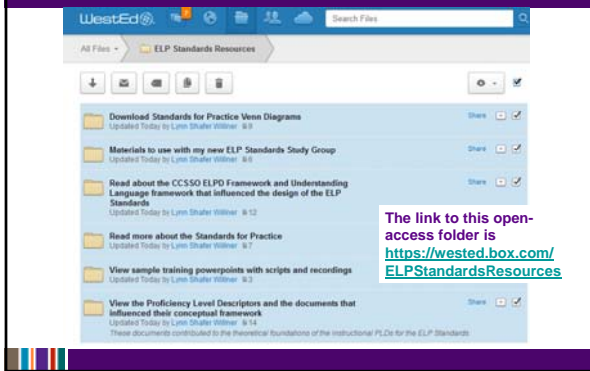 WestEd
Search Files
All Files
ELP Standards Resources
Download Standards for Practice Venn Diagrams
Updated Today by Lynn Shafer Willner 9
Share
Materials to use with my new ELP Standards Study Group
Updated Today by Lynn Shafer Willner 6
Share
Read about the CCSSO ELPD Framework and Understanding
Language framework that influenced the design of the ELP
Standards
Updated Today by Lynn Shafer Willner 12
Share
The link to this open-
access folder is
https://wested.box.com/
ELPStandardsResources
Read more about the Standards for Practice
Updated Today by Lynn Shafer Willner 7
View sample training powerpoints with scripts and recordings
Updated Today by Lynn Shafer Willner 3
View the Proficiency Level Descriptors and the documents that
influenced their conceptual framework
Updated Today by Lynn Shafer Willner 14
Share
These documents contributed to the theoretical foundations of the instructional PLDs for the ELP Standards.